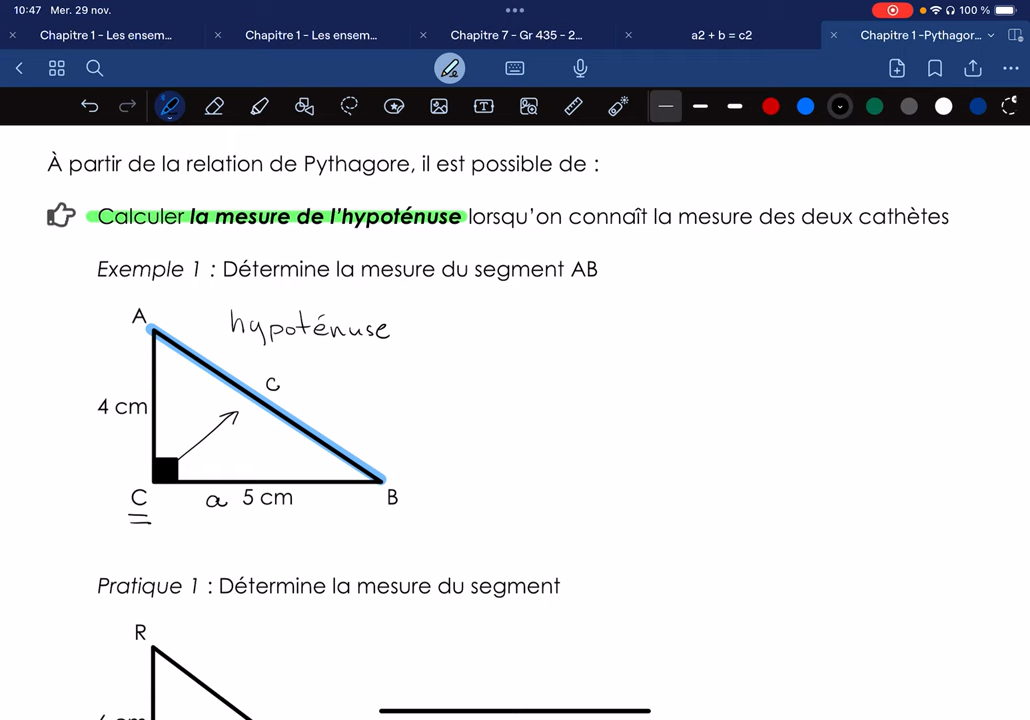 10:47 Mer. 29 nov.
100 %
Chapitre 1 - Les ensem...
Chapitre 1 - Les ensem...
Chapitre 7 - Gr 435 - 2...
a2 + b = c2
Chapitre 1 -Pythagor...
À partir de la relation de Pythagore, il est possible de :
Calculer la mesure de l'hypoténuse lorsqu'on connaît la mesure des deux cathètes
Exemple 1 : Détermine la mesure du segment AB
A
hypoténuse
c
4 cm
C
a 5 cm
B
Pratique 1 : Détermine la mesure du segment
R